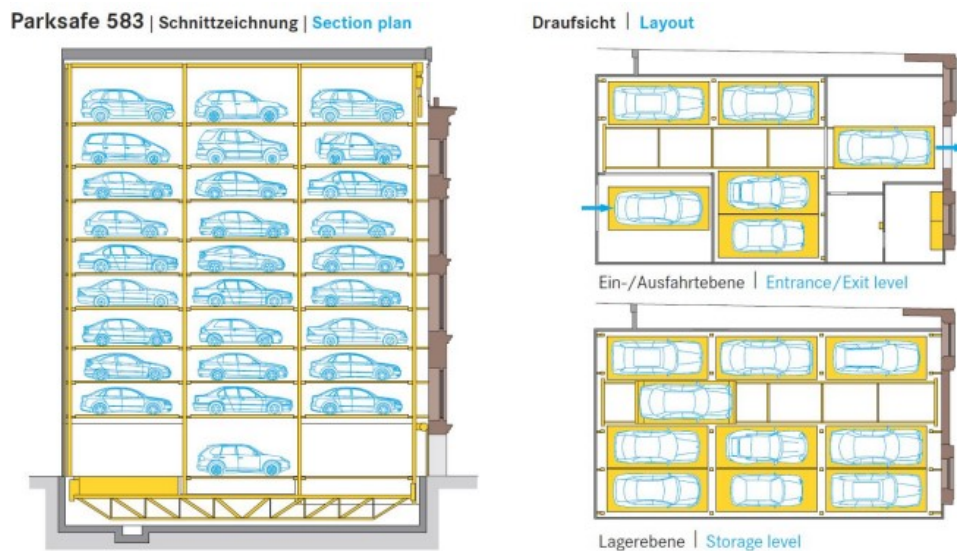 Parksafe 583 | Schnittzeichnung | Section plan
Draufsicht | Layout
Ein-/Ausfahrtebene | Entrance/Exit level
Lagerebene | Storage level